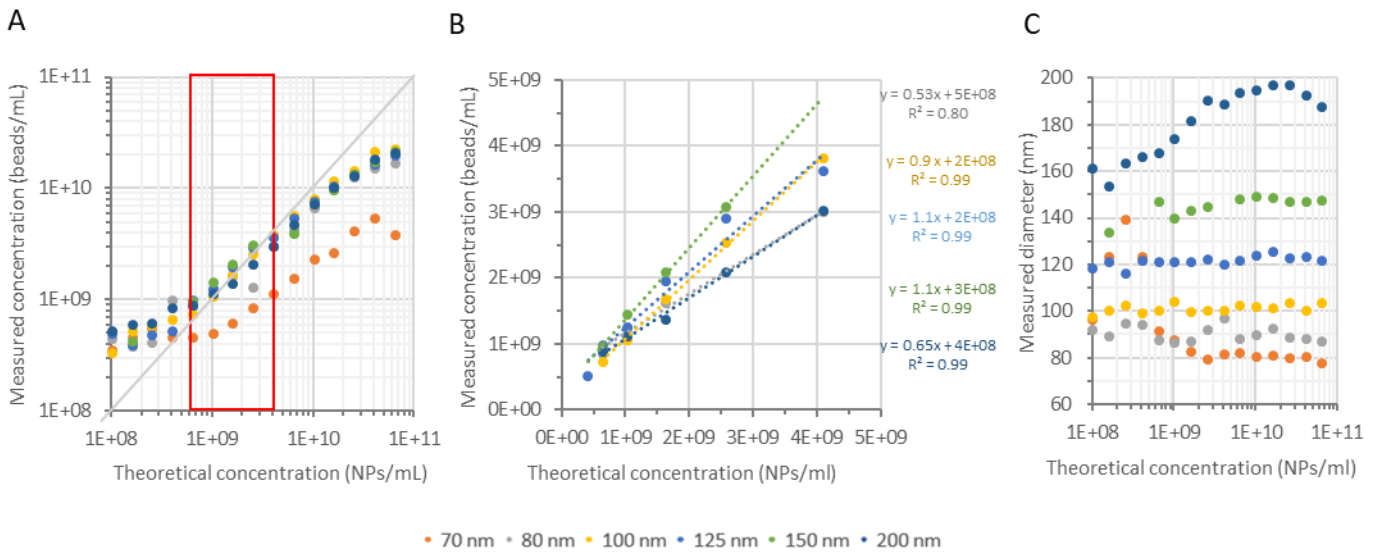 A
B
C
Measured concentration (beads/mL)
1E+11
1E+10
1E+09
1E+08
1E+08
1E+09
1E+10
1E+11
Theoretical concentration (NPs/mL)
Measured concentration (beads/mL)
5E+09
4E+09
3E+09
2E+09
1E+09
0E+00
0E+00
1E+09
2E+09
3E+09
4E+09
5E+09
Theoretical concentration (NPs/ml)
y = 0.53x + 5E+08
R² = 0.80
y = 0.9x + 2E+08
R² = 0.99
y = 1.1x + 2E+08
R² = 0.99
y = 1.1x + 3E+08
R² = 0.99
y = 0.65x + 4E+08
R² = 0.99
Measured diameter (nm)
200
180
160
140
120
100
80
60
1E+08
1E+09
1E+10
1E+11
Theoretical concentration (NPs/ml)
70 nm
80 nm
100 nm
125 nm
150 nm
200 nm